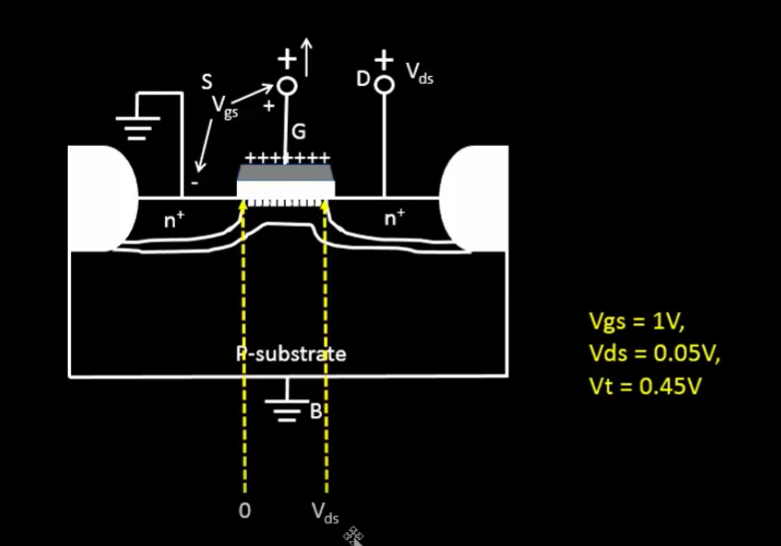 +
+
S
D
Vds
Vgs
+
G
+++++++
-
n+
n+
Vgs = 1V,
Vds = 0.05V,
P-substrate
Vt = 0.45V
B
0
Vds